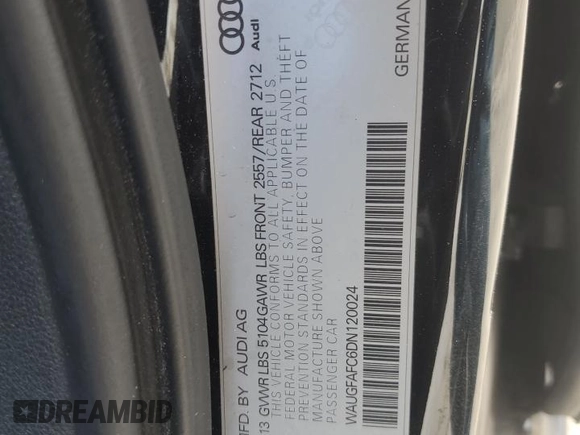 MFD. BY AUDI AG
13 GVWR LBS 5104 GAWR LBS FRONT 2557/REAR 2712
THIS VEHICLE CONFORMS TO ALL APPLICABLE U S
FEDERAL MOTOR VEHICLE SAFETY, BUMPER AND THEFT
PREVENTION STANDARDS IN EFFECT ON THE DATE OF
MANUFACTURE SHOWN ABOVE
PASSENGER CAR
WAUGFAFC6DN120024
Audi
GERMAN
DREAMBID